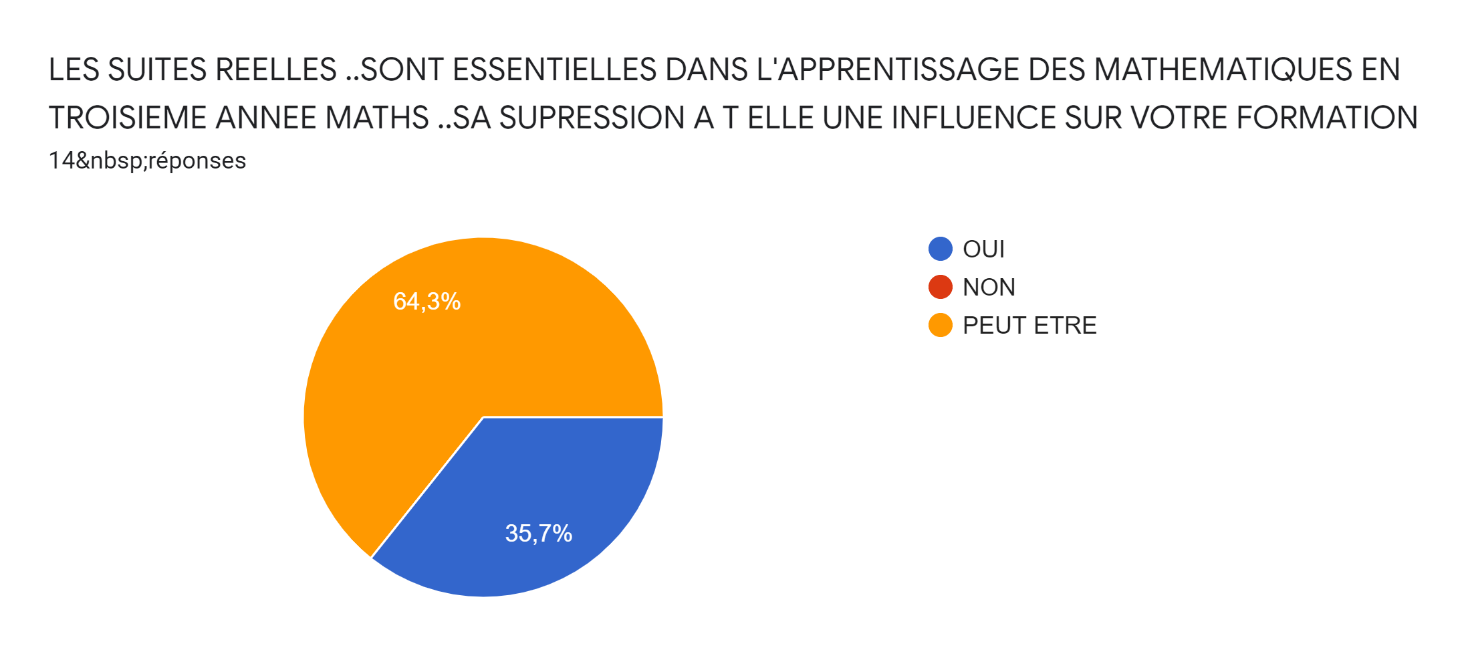 LES SUITES REELLES ..SONT ESSENTIELLES DANS L'APPRENTISSAGE DES MATHEMATIQUES EN
TROISIEME ANNEE MATHS ..SA SUPRESSION A T ELLE UNE INFLUENCE SUR VOTRE FORMATION
14&nbsp;réponses
OUI
NON
PEUT ETRE
64,3%
35,7%